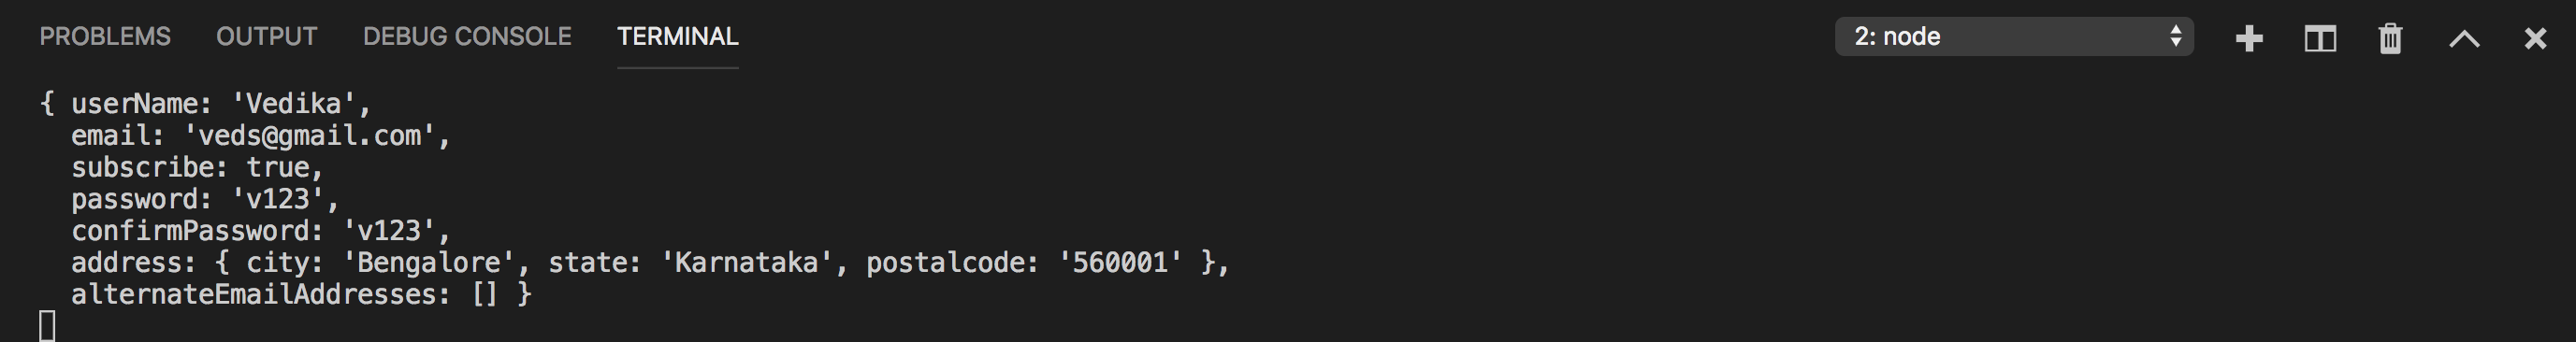 PROBLEMS OUTPUT DEBUG CONSOLE TERMINAL 2: node
{ userName: 'Vedika',
  email: 'veds@gmail.com',
  subscribe: true,
  password: 'v123',
  confirmPassword: 'v123',
  address: { city: 'Bengalore', state: 'Karnataka', postalcode: '560001' },
  alternateEmailAddresses: [] }